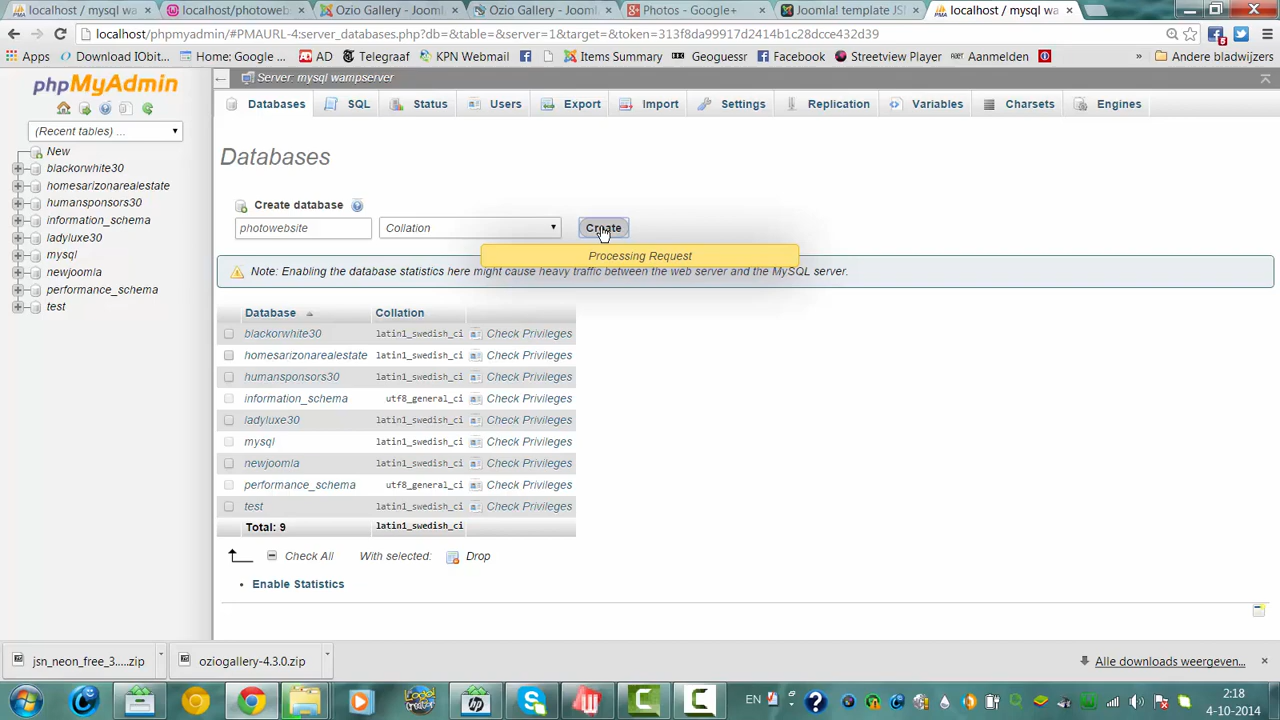 localhost / mysql wa
localhost/photoweb
Ozio Gallery - Joom
Ozio Gallery - Joom
Photos - Google+
Joomla! template JS
localhost / mysql wa
localhost/phpmyadmin/#PMAURL-4:server_databases.php?db=&table=&server=1&target=&token=313f8da99917d2414b1c28dcce432d39
Apps
Download IObit...
Telegraaf
KPN Webmail
Items Summary
Geoguessr
Facebook
Streetview Player
Aanmelden
»
Andere bladwijzers
phpMyAdmin
Server: mysql wampserver
Databases
SQL
Status
Users
Export
Import
Settings
Replication
Variables
Charsets
Engines
(Recent tables) ...
New
blackorwhite30
homesarizonarealestate
humansponsors30
information_schema
ladyluxe30
mysql
newjoomla
performance_schema
test
Databases
Create database
photowebsite
Collation
Create
Processing Request
Note: Enabling the database statistics here might cause heavy traffic between the web server and the MySQL server.
Database Collation
blackorwhite30 latin1_swedish_ci Check Privileges
homesarizonarealestate latin1_swedish_ci Check Privileges
humansponsors30 latin1_swedish_ci Check Privileges
information_schema utf8_general_ci Check Privileges
ladyluxe30 latin1_swedish_ci Check Privileges
mysql latin1_swedish_ci Check Privileges
newjoomla latin1_swedish_ci Check Privileges
performance_schema utf8_general_ci Check Privileges
test latin1_swedish_ci Check Privileges
Total: 9 latin1_swedish_ci
Check All With selected: Drop
• Enable Statistics
jsn_neon_free_3....zip
oziogallery-4.3.0.zip
Alle downloads weergeven...
EN
2:18
4-10-2014